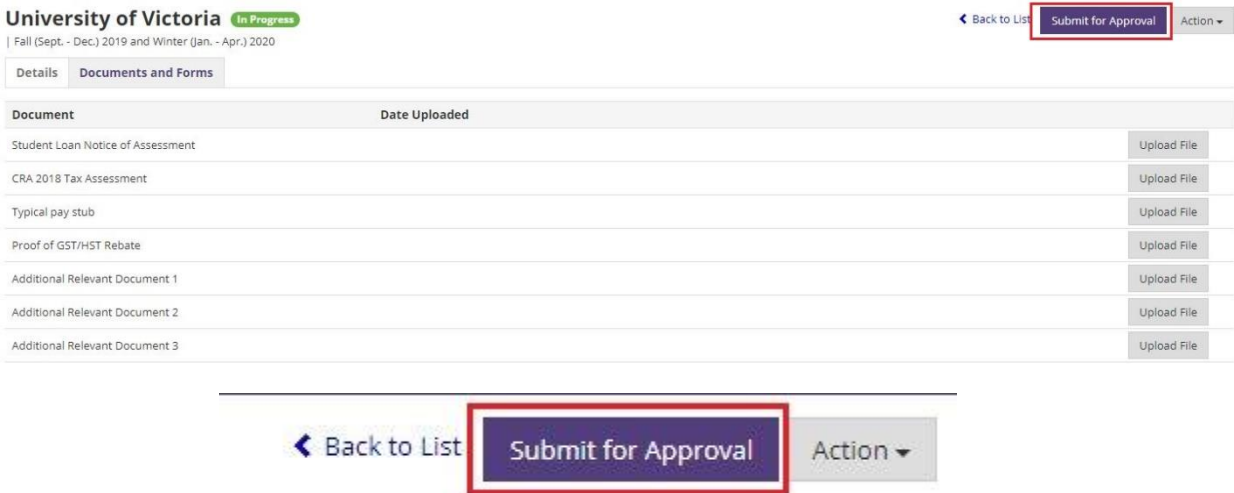 University of Victoria In Progress
Back to List Submit for Approval Action
| Fall (Sept. - Dec.) 2019 and Winter (Jan. - Apr.) 2020
Details Documents and Forms
Document Date Uploaded
Student Loan Notice of Assessment Upload File
CRA 2018 Tax Assessment Upload File
Typical pay stub Upload File
Proof of GST/HST Rebate Upload File
Additional Relevant Document 1 Upload File
Additional Relevant Document 2 Upload File
Additional Relevant Document 3 Upload File
Back to List Submit for Approval Action